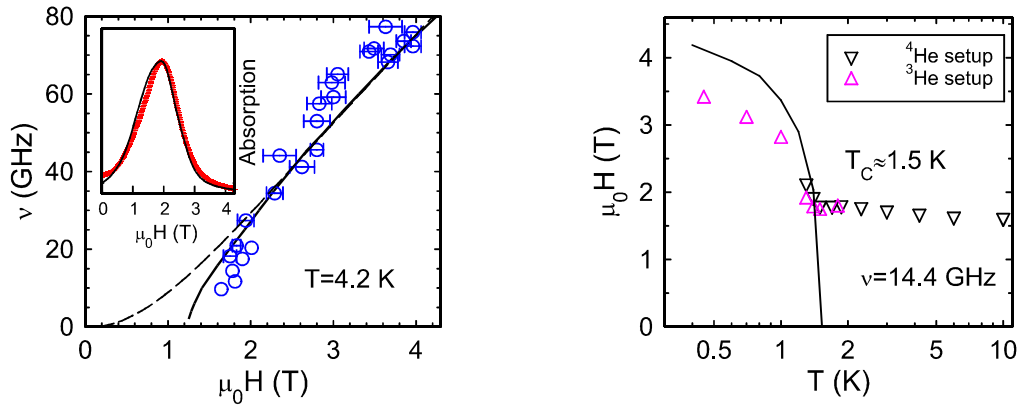 80
60
40
20
0
ν (GHz)
0 1 2 3 4
μ0H (T)
T=4.2 K
Absorption
0 1 2 3 4
μ0H (T)
4
3
2
1
0
μ0H (T)
0.5 1 2 5 10
T (K)
4He setup
3He setup
TC≈1.5 K
ν=14.4 GHz